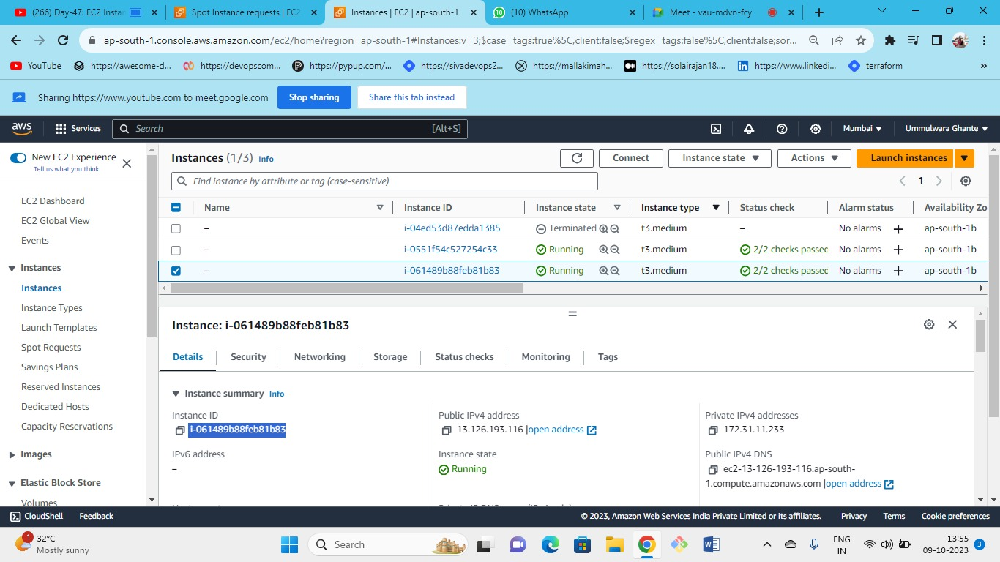 (266) Day-47: EC2 Instan
Spot Instance requests | EC2
Instances | EC2 | ap-south-1
(10) WhatsApp
Meet - vau-mdvn-fcy
ap-south-1.console.aws.amazon.com/ec2/home?region=ap-south-1#Instances:v=3;$case=tags:true%5C,client:false;$regex=tags:false%5C,client:false;sor...
YouTube
https://awesome-d...
https://devopscom...
https://pypup.com/...
https://sivadevops2...
https://mallakimah...
https://solairajan18....
https://www.linkedi...
terraform
»
Sharing https://www.youtube.com to meet.google.com
Stop sharing
Share this tab instead
aws
Services
Search
[Alt+S]
Mumbai
Ummulwara Ghante
New EC2 Experience
Tell us what you think
EC2 Dashboard
EC2 Global View
Events
Instances
Instances
Instance Types
Launch Templates
Spot Requests
Savings Plans
Reserved Instances
Dedicated Hosts
Capacity Reservations
Images
Elastic Block Store
Volumes
Instances (1/3) Info
Connect
Instance state
Actions
Launch instances
Find instance by attribute or tag (case-sensitive)
1
Name Instance ID Instance state Instance type Status check Alarm status Availability Zo
– i-04ed53d87edda1385 Terminated t3.medium – No alarms + ap-south-1b
– i-0551f54c527254c33 Running t3.medium 2/2 checks passed No alarms + ap-south-1b
– i-061489b88feb81b83 Running t3.medium 2/2 checks passed No alarms + ap-south-1b
Instance: i-061489b88feb81b83
Details Security Networking Storage Status checks Monitoring Tags
Instance summary Info
Instance ID
i-061489b88feb81b83
Public IPv4 address
13.126.193.116 |open address
Private IPv4 addresses
172.31.11.233
IPv6 address
–
Instance state
Running
Public IPv4 DNS
ec2-13-126-193-116.ap-south-
1.compute.amazonaws.com |open address
CloudShell
Feedback
© 2023, Amazon Web Services India Private Limited or its affiliates.
Privacy
Terms
Cookie preferences
1
32°C
Mostly sunny
Search
ENG
IN
13:55
09-10-2023
3